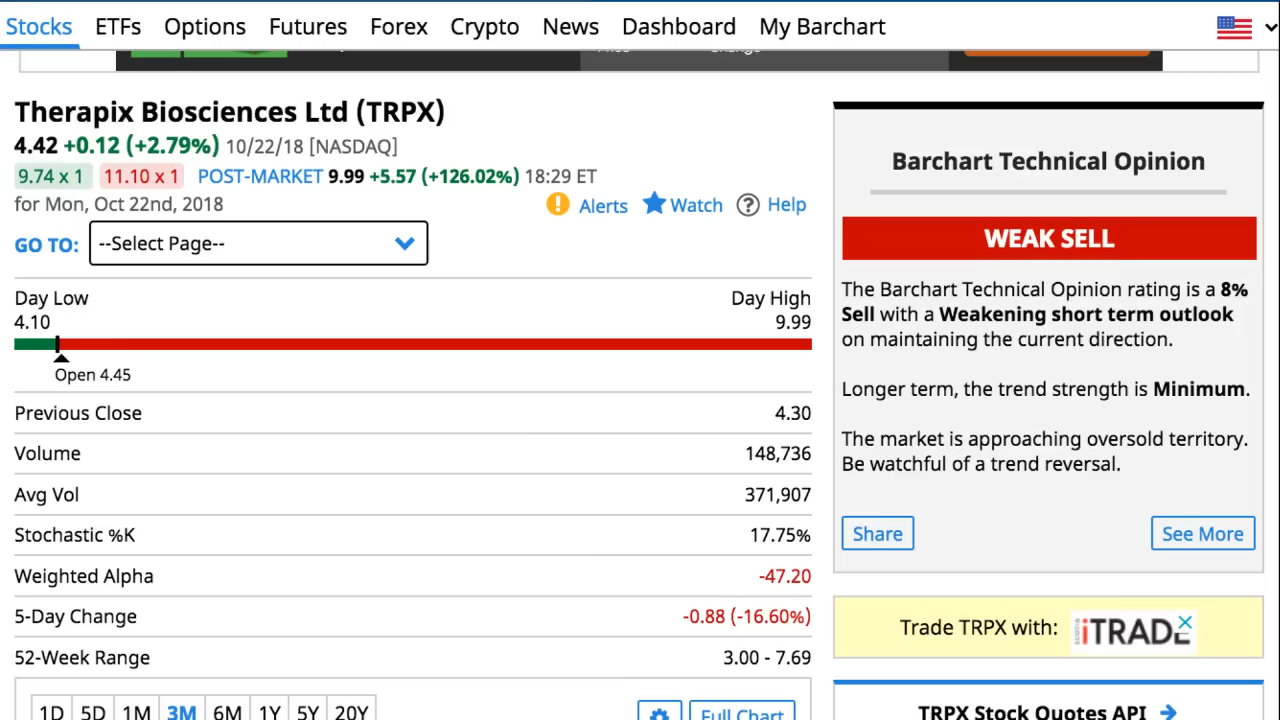 Stocks ETFs Options Futures Forex Crypto News Dashboard My Barchart
Therapix Biosciences Ltd (TRPX)
4.42 +0.12 (+2.79%) 10/22/18 [NASDAQ]
9.74 x 1 11.10 x 1 POST-MARKET 9.99 +5.57 (+126.02%) 18:29 ET
for Mon, Oct 22nd, 2018
Alerts Watch Help
GO TO: --Select Page--
Day Low Day High
4.10 9.99
Open 4.45
Previous Close 4.30
Volume 148,736
Avg Vol 371,907
Stochastic %K 17.75%
Weighted Alpha -47.20
5-Day Change -0.88 (-16.60%)
52-Week Range 3.00 - 7.69
1D 5D 1M 3M 6M 1Y 5Y 20Y Full Chart
Barchart Technical Opinion
WEAK SELL
The Barchart Technical Opinion rating is a 8%
Sell with a Weakening short term outlook
on maintaining the current direction.
Longer term, the trend strength is Minimum.
The market is approaching oversold territory.
Be watchful of a trend reversal.
Share See More
Trade TRPX with: iTRADE
TRPX Stock Quotes API